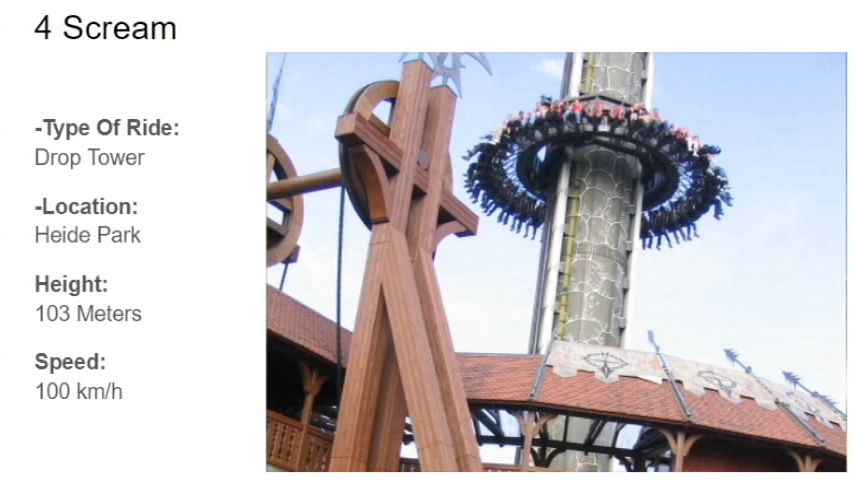 4 Scream
-Type Of Ride:
Drop Tower
-Location:
Heide Park
Height:
103 Meters
Speed:
100 km/h